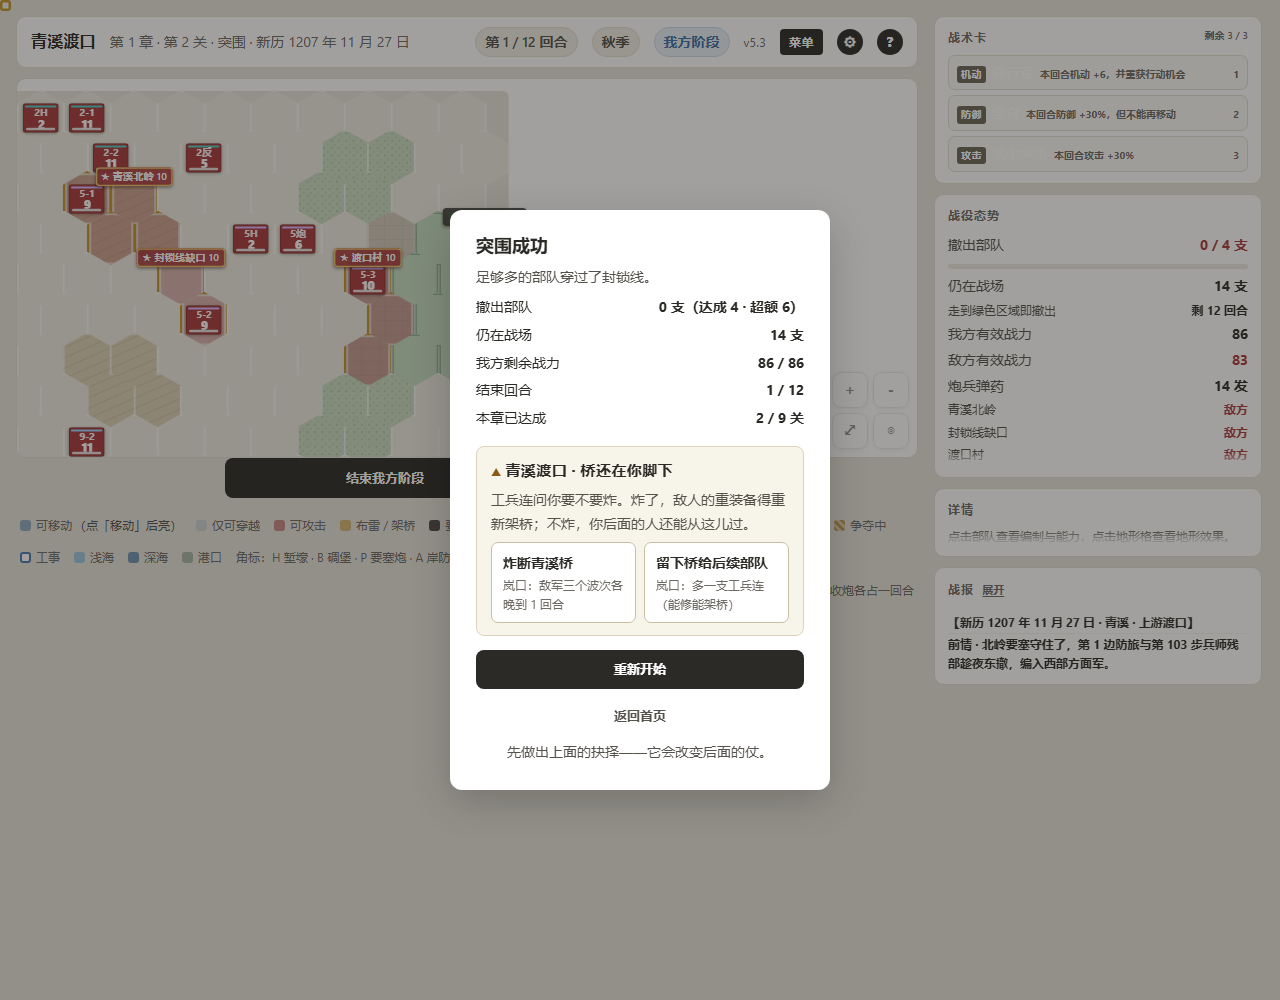 青溪渡口
第 1 章 · 第 2 关 · 突围 · 新历 1207 年 11 月 27 日
第 1 / 12 回合
秋季
我方阶段
v5.3
菜单
?
2H
2
2-1
11
2-2
11
2反
5
★ 青溪北岭 10
5-1
9
5H
2
5炮
6
★ 封锁线缺口 10
★ 渡口村 10
5-3
10
5-2
9
9-2
11
+
-
结束我方阶段
可移动（点「移动」后亮）
仅可穿越
可攻击
布雷 / 架桥
争夺中
工事
浅海
深海
港口
角标：H 堑壕 · B 碉堡 · P 要塞炮 · A 岸防
收炮各占一回合
突围成功
足够多的部队穿过了封锁线。
撤出部队
0 支（达成 4 · 超额 6）
仍在战场
14 支
我方剩余战力
86 / 86
结束回合
1 / 12
本章已达成
2 / 9 关
▲ 青溪渡口 · 桥还在你脚下
工兵连问你要不要炸。炸了，敌人的重装备得重
新架桥；不炸，你后面的人还能从这儿过。
炸断青溪桥
岚口：敌军三个波次各
晚到 1 回合
留下桥给后续部队
岚口：多一支工兵连
（能修能架桥）
重新开始
返回首页
先做出上面的抉择——它会改变后面的仗。
战术卡
剩余 3 / 3
机动
本回合机动 +6，并重获行动机会
1
防御
本回合防御 +30%，但不能再移动
2
攻击
本回合攻击 +30%
3
战役态势
撤出部队
0 / 4 支
仍在战场
14 支
走到绿色区域即撤出
剩 12 回合
我方有效战力
86
敌方有效战力
83
炮兵弹药
14 发
青溪北岭
敌方
封锁线缺口
敌方
渡口村
敌方
详情
点击部队查看编制与能力，点击地形格查看地形效果。
战报
展开
【新历 1207 年 11 月 27 日 · 青溪 · 上游渡口】
前情 · 北岭要塞守住了，第 1 边防旅与第 103 步兵师残
部趁夜东撤，编入西部方面军。